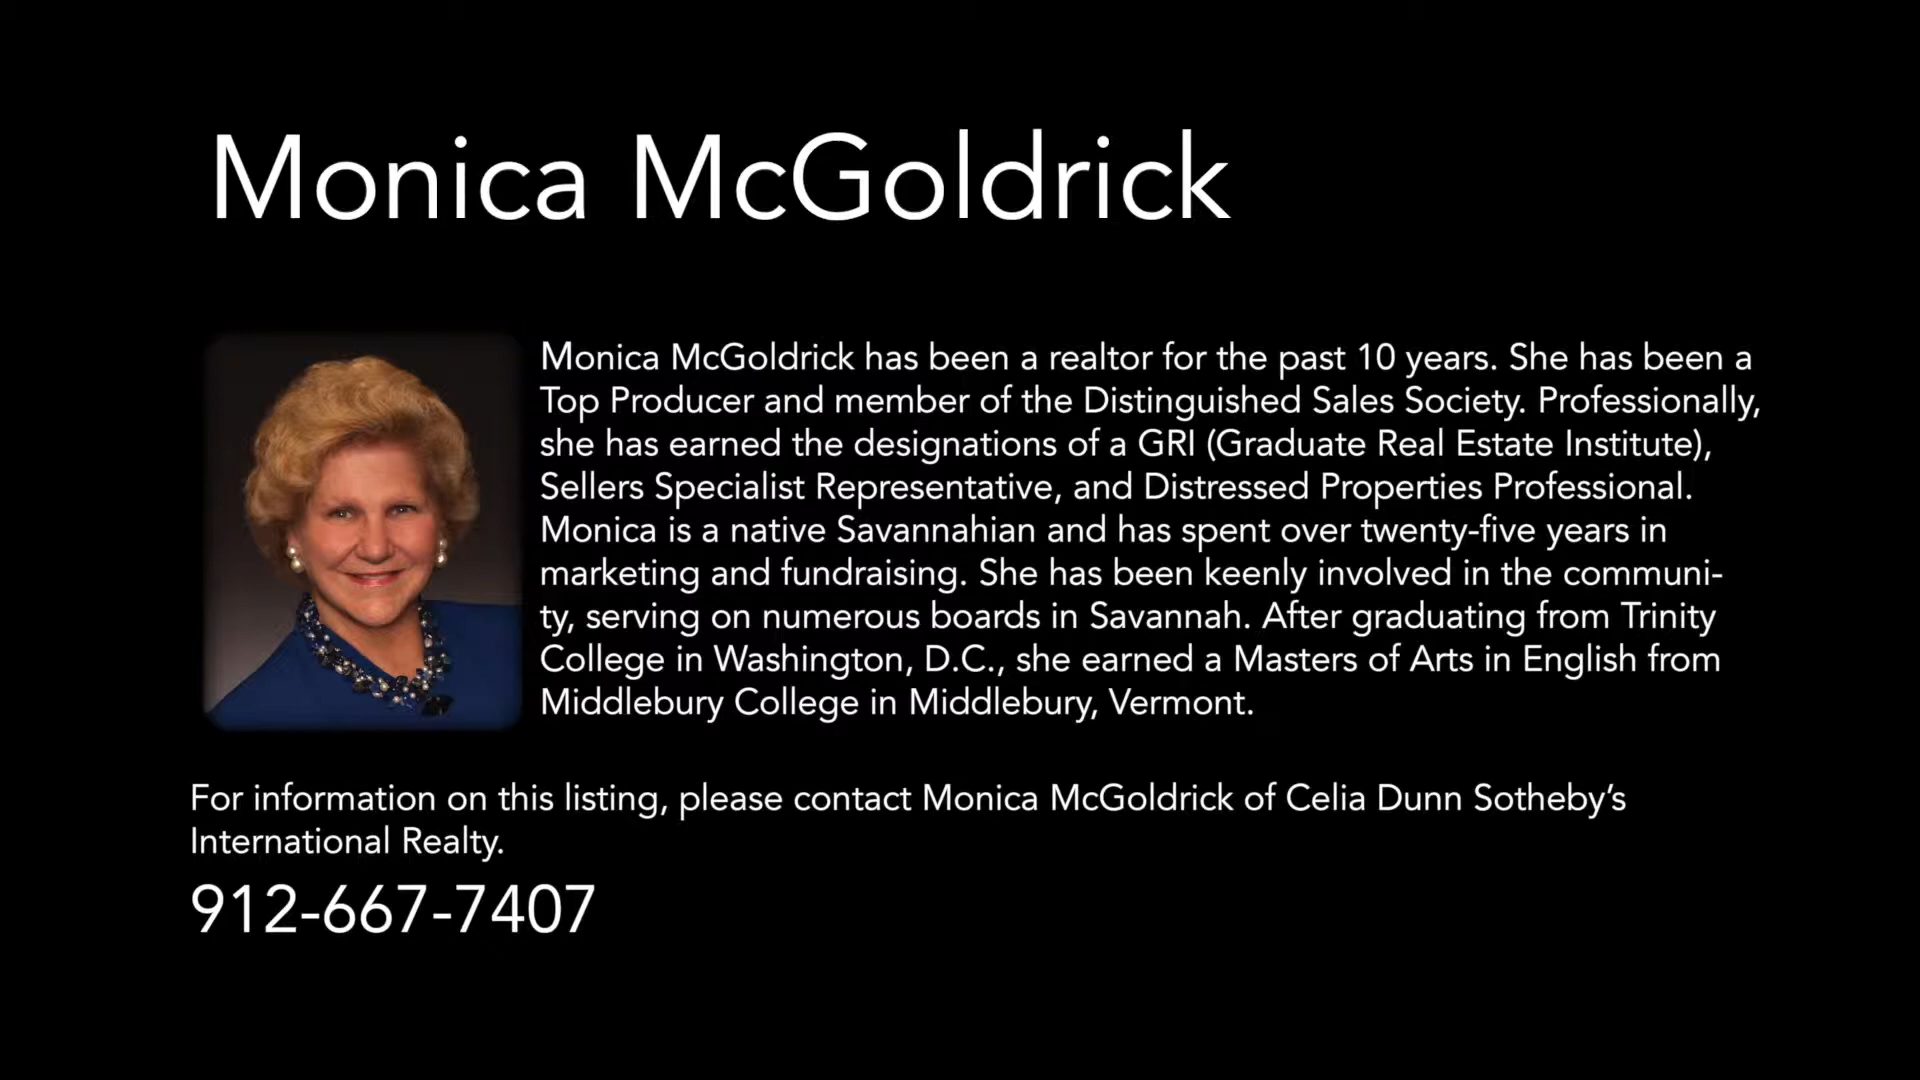 Monica McGoldrick
Monica McGoldrick has been a realtor for the past 10 years. She has been a
Top Producer and member of the Distinguished Sales Society. Professionally,
she has earned the designations of a GRI (Graduate Real Estate Institute),
Sellers Specialist Representative, and Distressed Properties Professional.
Monica is a native Savannahian and has spent over twenty-five years in
marketing and fundraising. She has been keenly involved in the communi-
ty, serving on numerous boards in Savannah. After graduating from Trinity
College in Washington, D.C., she earned a Masters of Arts in English from
Middlebury College in Middlebury, Vermont.
For information on this listing, please contact Monica McGoldrick of Celia Dunn Sotheby’s
International Realty.
912-667-7407